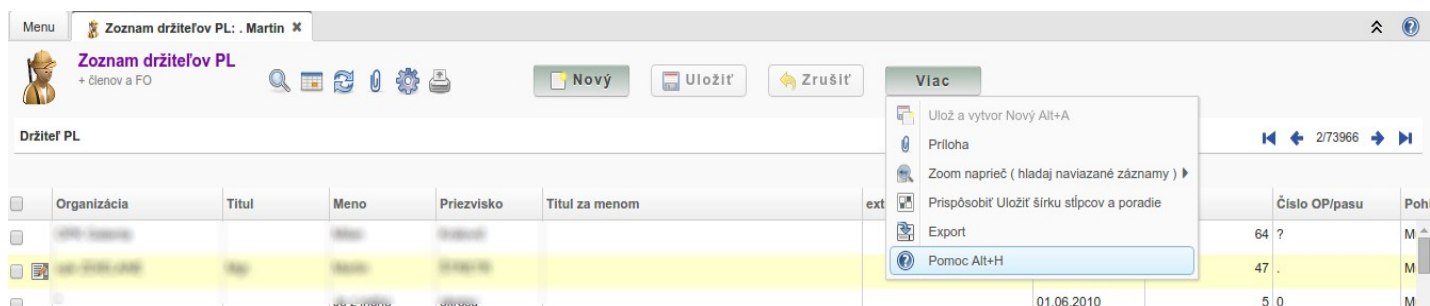 Menu
Zoznam držiteľov PL: . Martin ✖
Zoznam držiteľov PL
+ členov a FO
Nový
Uložiť
Zrušiť
Viac
Ulož a vytvor Nový Alt+A
Držiteľ PL
Príloha
2/73966
Zoom naprieč ( hladaj naviazané záznamy )
Organizácia Titul Meno Priezvisko Titul za menom ext Prispôsobiť Uložiť šírku stĺpcov a poradie Číslo OP/pasu Pohl
Export
64 ? M
Pomoc Alt+H
47 . M
01.06.2010 5 0 M